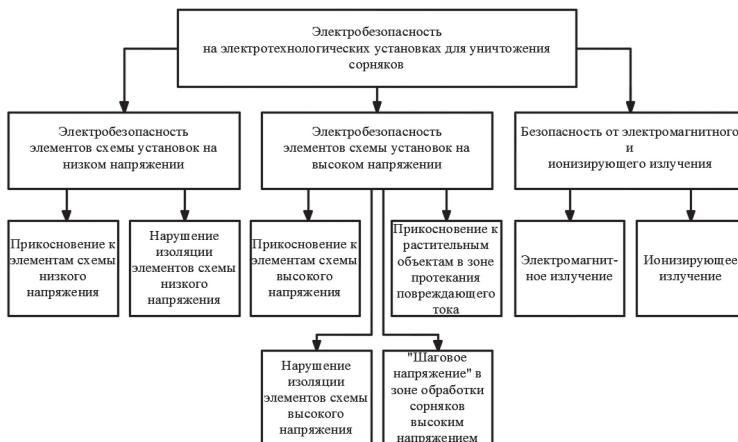 Электробезопасность
на электротехнологических установках для уничтожения
сорняков
Электробезопасность
элементов схемы установок на
низком напряжении
Электробезопасность
элементов схемы установок на
высоком напряжении
Безопасность от электромагнитного
и
ионизирующего излучения
Прикосновение к
элементам схемы
низкого
напряжения
Нарушение
изоляции
элементов схемы
низкого
напряжения
Прикосновение к
элементам схемы
высокого
напряжения
Прикосновение к
растительным
объектам в зоне
протекания
повреждающего
тока
Электромагнит-
ное излучение
Ионизирующее
излучение
Нарушение
изоляции
элементов схемы
высокого
напряжения
"Шаговое
напряжение" в
зоне обработки
сорняков
высоким
напряжением